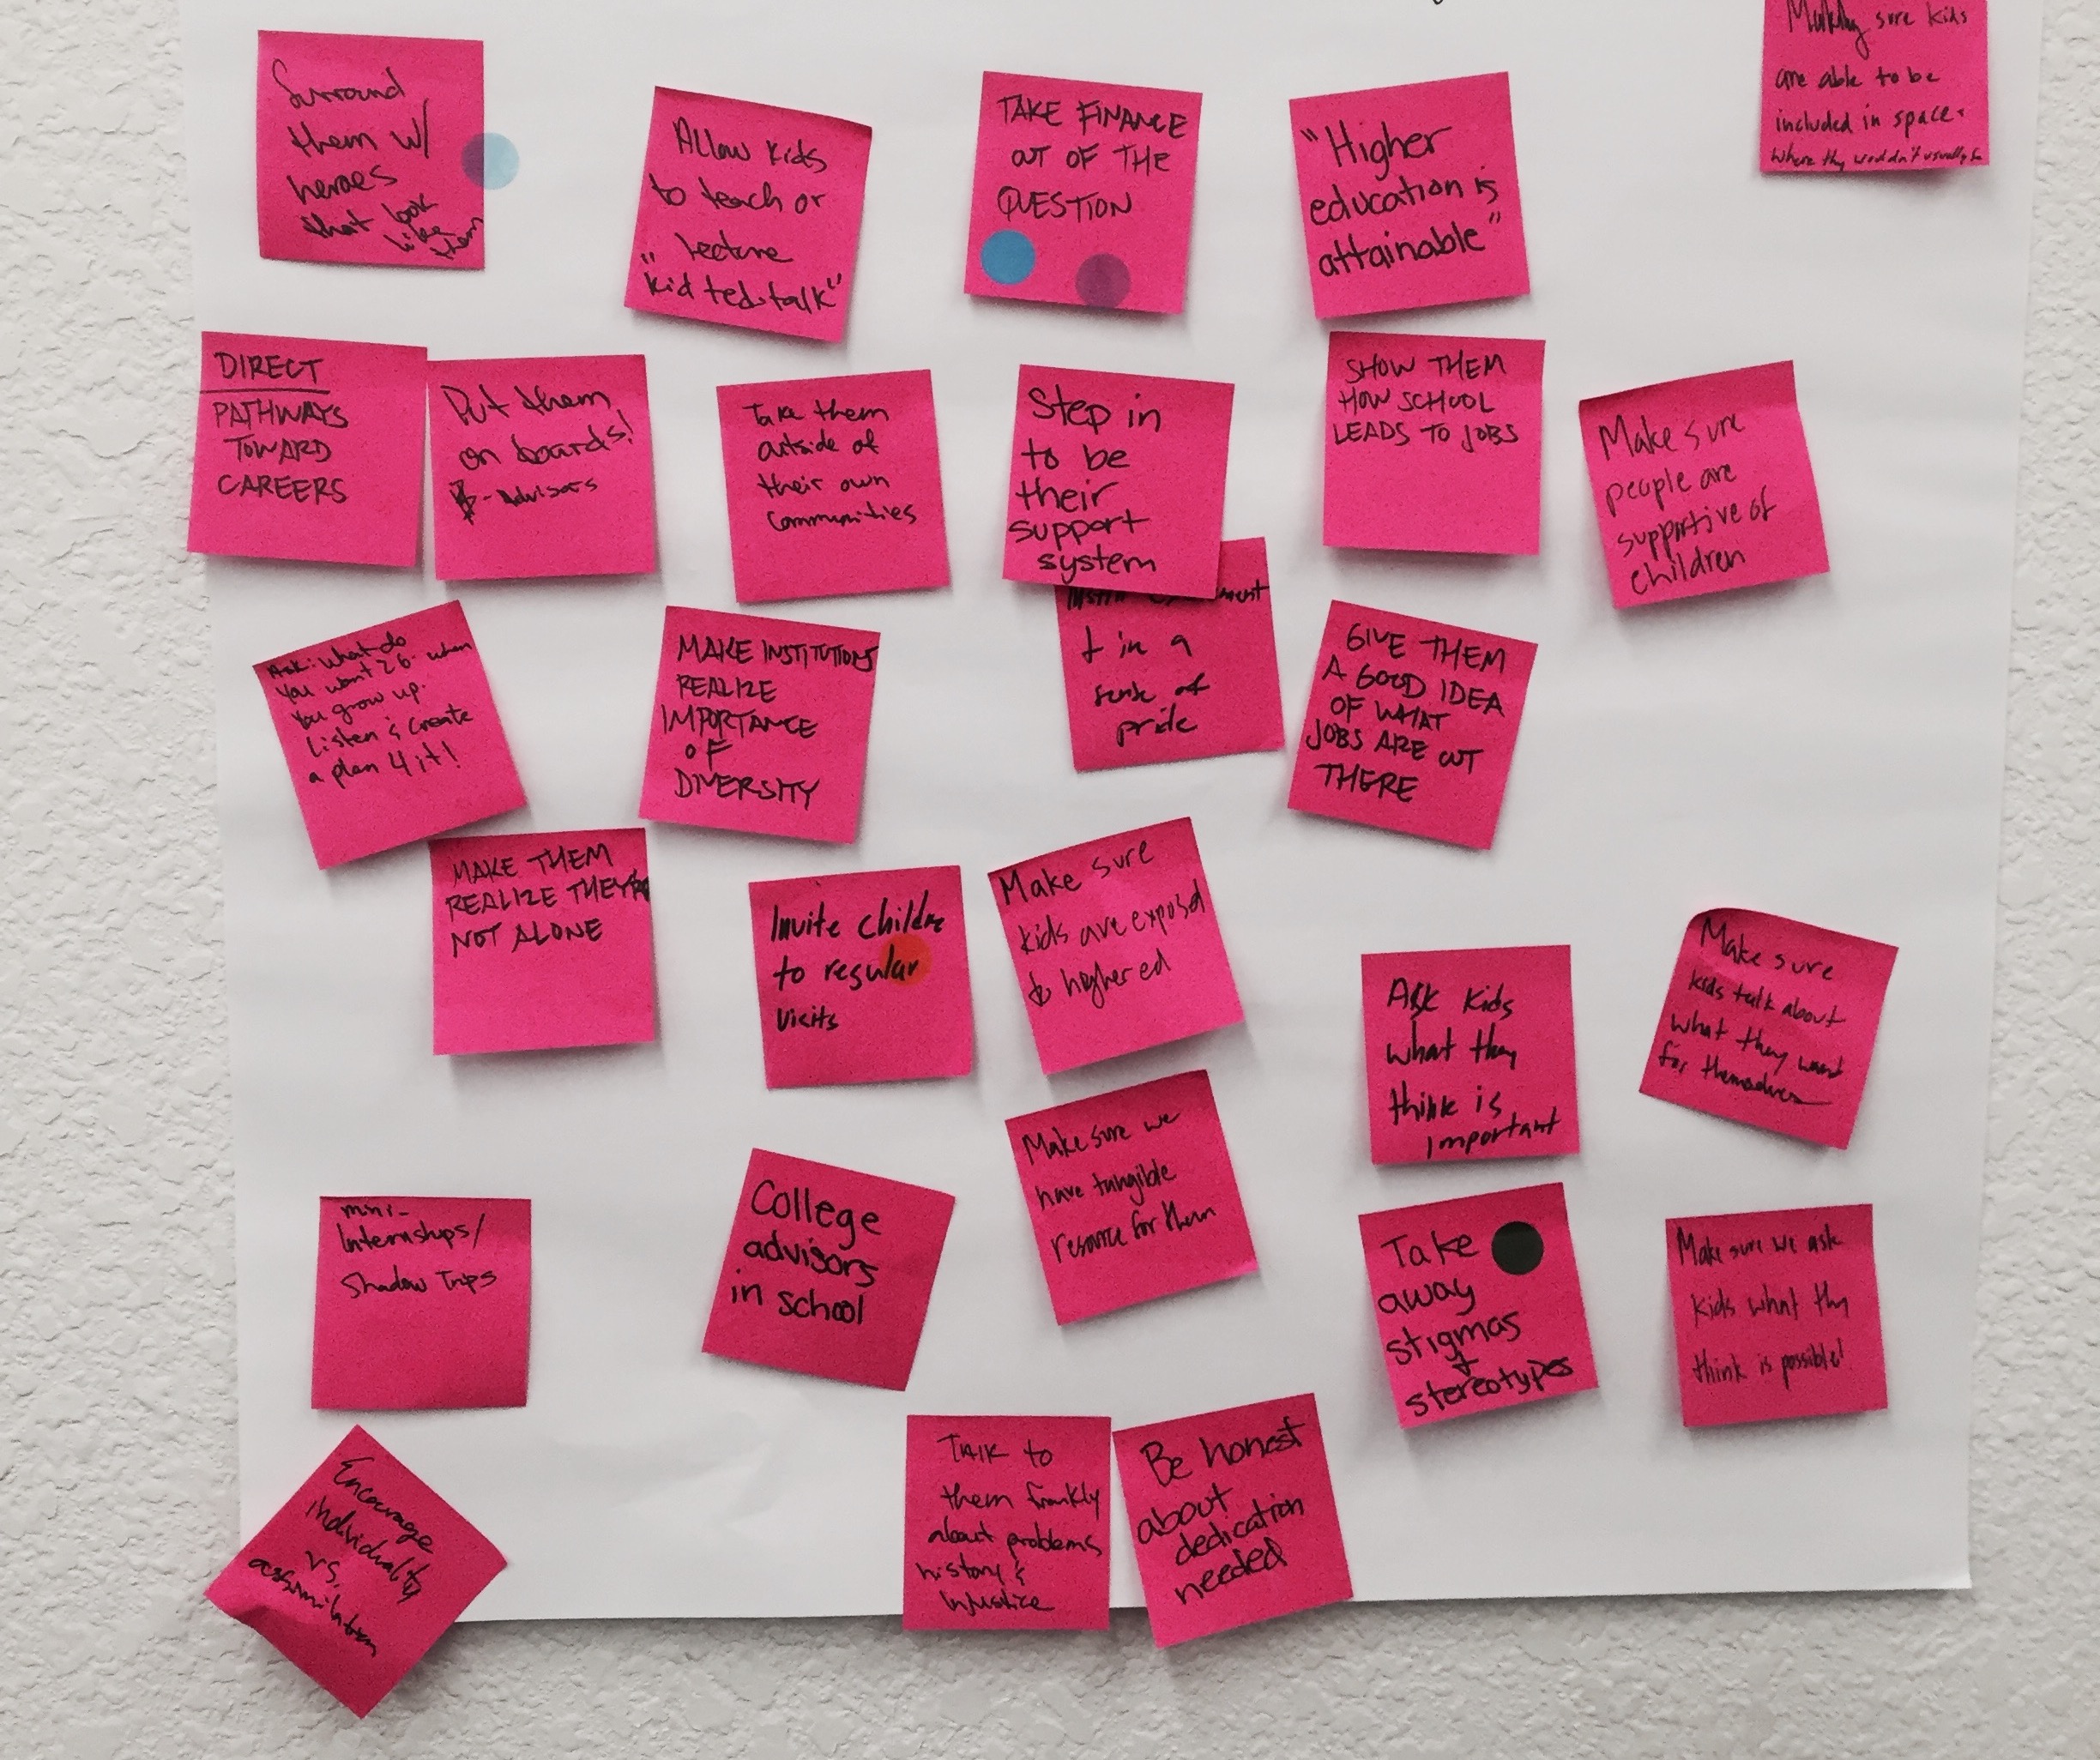 Surround
them w/
heroes
that look
like them
Allow kids
to teach or
lecture
"kid ted.talk"
TAKE FINANCE
OUT OF THE
QUESTION
"Higher
education is
attainable"
Making sure kids
are able to be
included in space
where they wouldn't usually be
DIRECT
PATHWAYS
TOWARD
CAREERS
Put them
on boards!
- Advisors
Take them
outside of
their own
communities
Step in
to be
their
support
system
SHOW THEM
HOW SCHOOL
LEADS TO JOBS
Make sure
people are
supportive of
children
Ask: What do
you want 2 b. when
you grow up.
Listen & create
a plan 4 it!
MAKE INSTITUTIONS
REALIZE
IMPORTANCE
OF
DIVERSITY
+ in a
sense of
pride
GIVE THEM
A GOOD IDEA
OF WHAT
JOBS ARE OUT
THERE
MAKE THEM
REALIZE THEY'RE
NOT ALONE
Invite childre
to regular
visits
Make sure
kids are exposed
to higher ed
Ask kids
what they
think is
important
Make sure
kids talk about
what they want
for themselves
Make sure we
have tangible
resource for them
mini-
Internships/
Shadow Trips
College
advisors
in school
Take
away
stigmas
+
stereotypes
Make sure we ask
kids what thy
think is possible!
Encourage
individuality
vs.
assimilation
Talk to
them frankly
about problems
history &
injustice
Be honest
about
dedication
needed